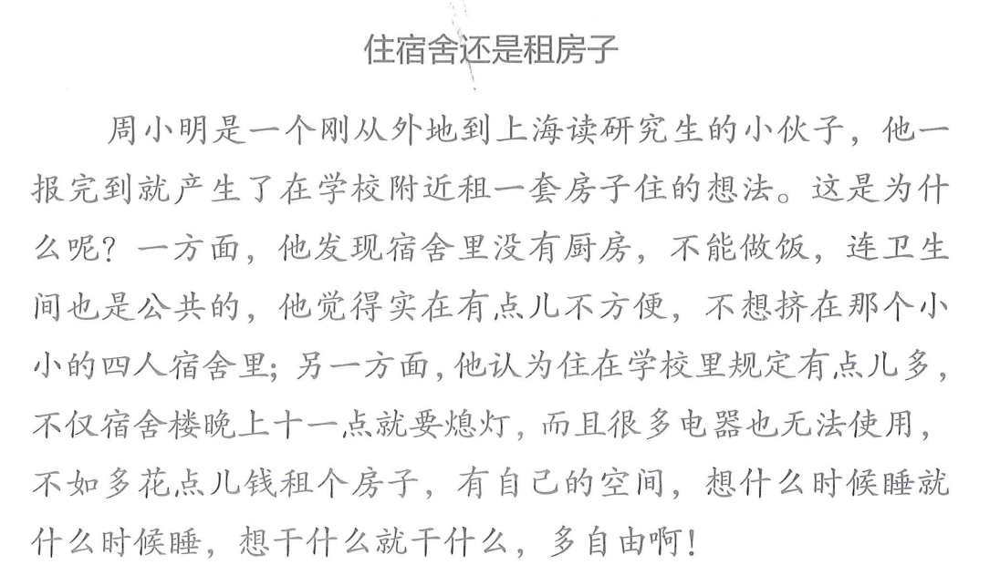 住宿舍还是租房子
周小明是一个刚从外地到上海读研究生的小伙子，他一
报完到就产生了在学校附近租一套房子住的想法。这是为什
么呢？一方面，他发现宿舍里没有厨房，不能做饭，连卫生
间也是公共的，他觉得实在有点儿不方便，不想挤在那个小
小的四人宿舍里；另一方面，他认为住在学校里规定有点儿多，
不仅宿舍楼晚上十一点就要熄灯，而且很多电器也无法使用，
不如多花点儿钱租个房子，有自己的空间，想什么时候睡就
什么时候睡，想干什么就干什么，多自由啊！